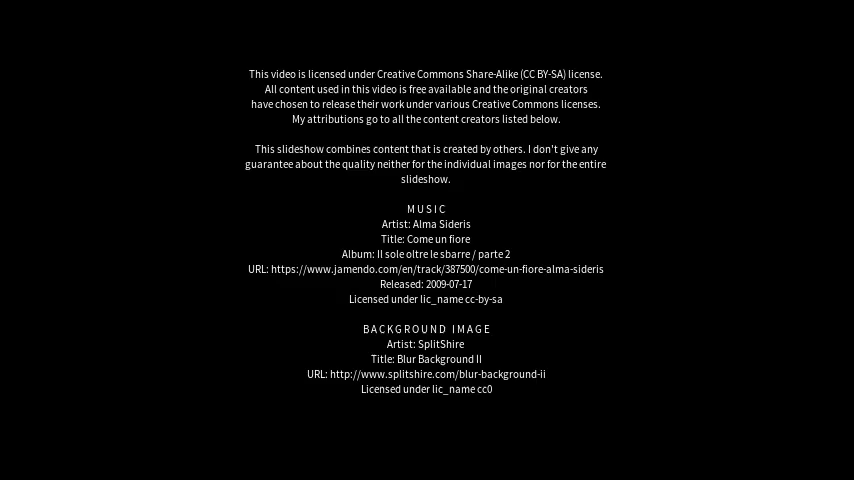 This video is licensed under Creative Commons Share-Alike (CC BY-SA) license.
All content used in this video is free available and the original creators
have chosen to release their work under various Creative Commons licenses.
My attributions go to all the content creators listed below.
This slideshow combines content that is created by others. I don't give any
guarantee about the quality neither for the individual images nor for the entire
slideshow.
MUSIC
Artist: Alma Sideris
Title: Come un fiore
Album: Il sole oltre le sbarre / parte 2
URL: https://www.jamendo.com/en/track/387500/come-un-fiore-alma-sideris
Released: 2009-07-17
Licensed under lic_name cc-by-sa
BACKGROUND IMAGE
Artist: SplitShire
Title: Blur Background II
URL: http://www.splitshire.com/blur-background-ii
Licensed under lic_name cc0